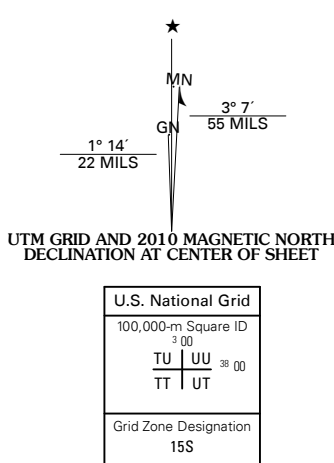 ★
MN
GN
3° 7´
55 MILS
1° 14´
22 MILS
UTM GRID AND 2010 MAGNETIC NORTH
DECLINATION AT CENTER OF SHEET
U.S. National Grid
100,000-m Square ID
3 00
TU UU 38 00
TT UT
Grid Zone Designation
15S